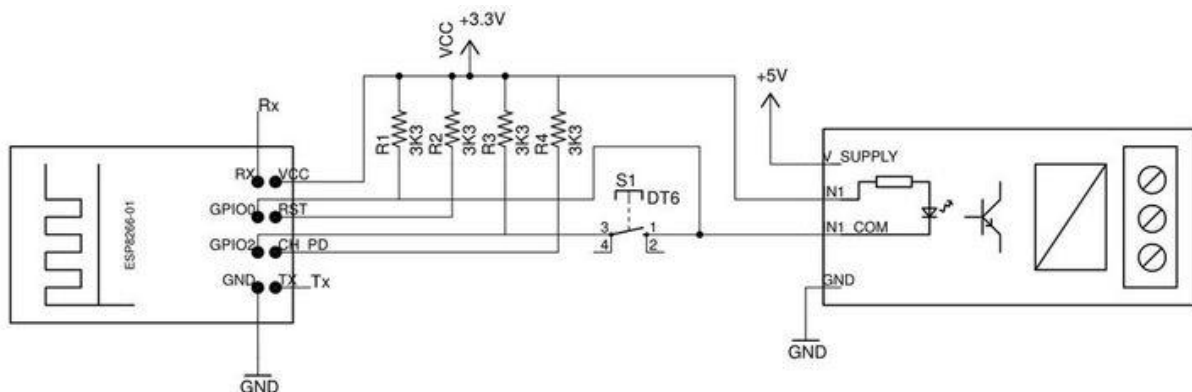 +3.3V
VCC
+5V
Rx
R1
3K3
R2
3K3
R3
3K3
R4
3K3
V_SUPPLY
RX
VCC
S1
DT6
IN1
GPIO0
RST
3
1
IN1_COM
4
2
ESP8266-01
GPIO2
CH_PD
GND
TX
Tx
GND
GND
GND